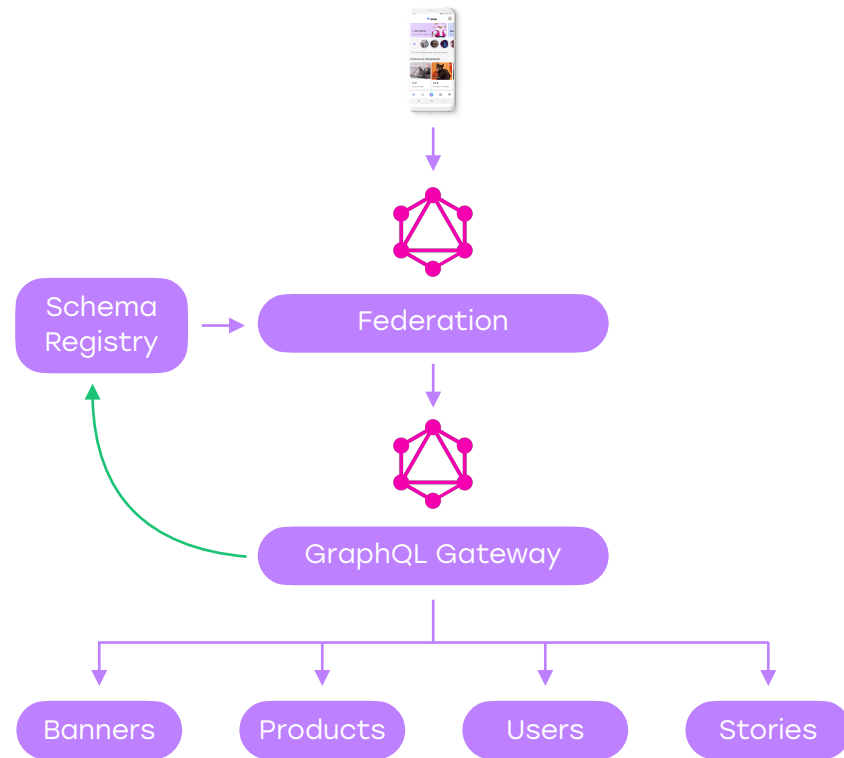 Schema
Registry
Federation
GraphQL Gateway
Banners
Products
Users
Stories